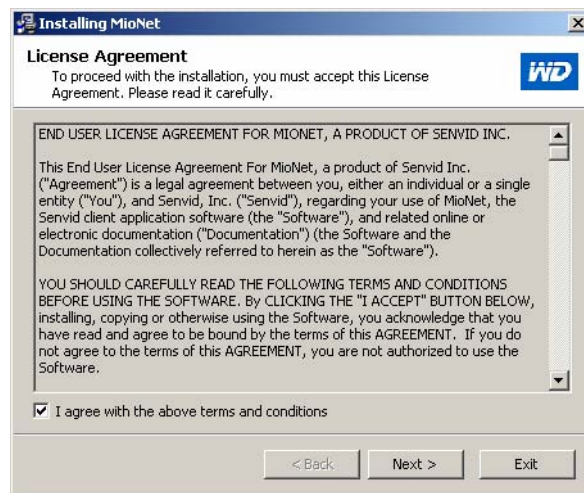 Installing MioNet
License Agreement
To proceed with the installation, you must accept this License
Agreement. Please read it carefully.
WD
END USER LICENSE AGREEMENT FOR MIONET, A PRODUCT OF SENVID INC.
This End User License Agreement For MioNet, a product of Senvid Inc.
("Agreement") is a legal agreement between you, either an individual or a single
entity ("You"), and Senvid, Inc. ("Senvid"), regarding your use of MioNet, the
Senvid client application software (the "Software"), and related online or
electronic documentation ("Documentation") (the Software and the
Documentation collectively referred to herein as the "Software").
YOU SHOULD CAREFULLY READ THE FOLLOWING TERMS AND CONDITIONS
BEFORE USING THE SOFTWARE. By CLICKING THE "I ACCEPT" BUTTON BELOW,
installing, copying or otherwise using the Software, you acknowledge that you
have read and agree to be bound by the terms of this AGREEMENT. If you do
not agree to the terms of this AGREEMENT, you are not authorized to use the
Software.
I agree with the above terms and conditions
< Back
Next >
Exit